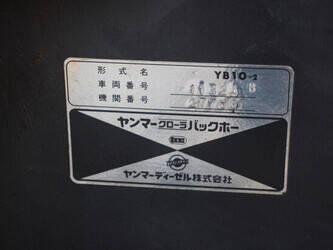 形式名 YB10-2
車両番号
機関番号
ヤンマークローラバックホー
ヤンマーディーゼル株式会社